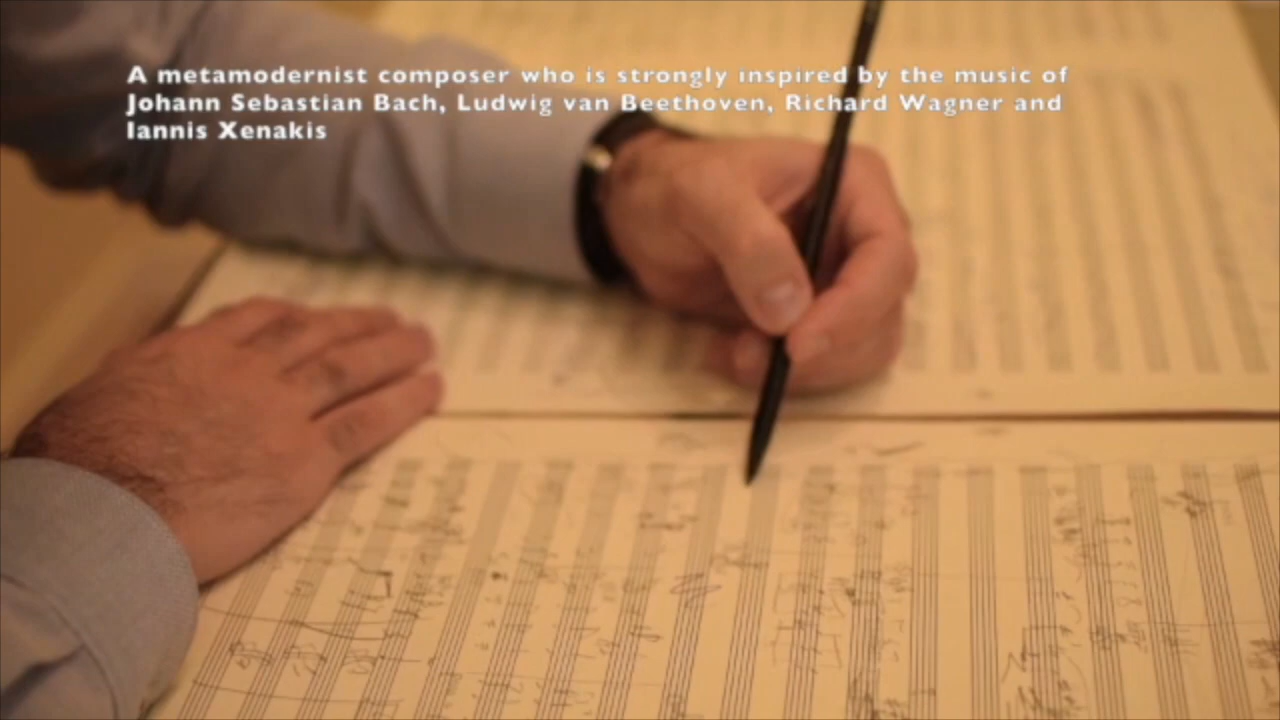 A metamodernist composer who is strongly inspired by the music of
Johann Sebastian Bach, Ludwig van Beethoven, Richard Wagner and
Iannis Xenakis